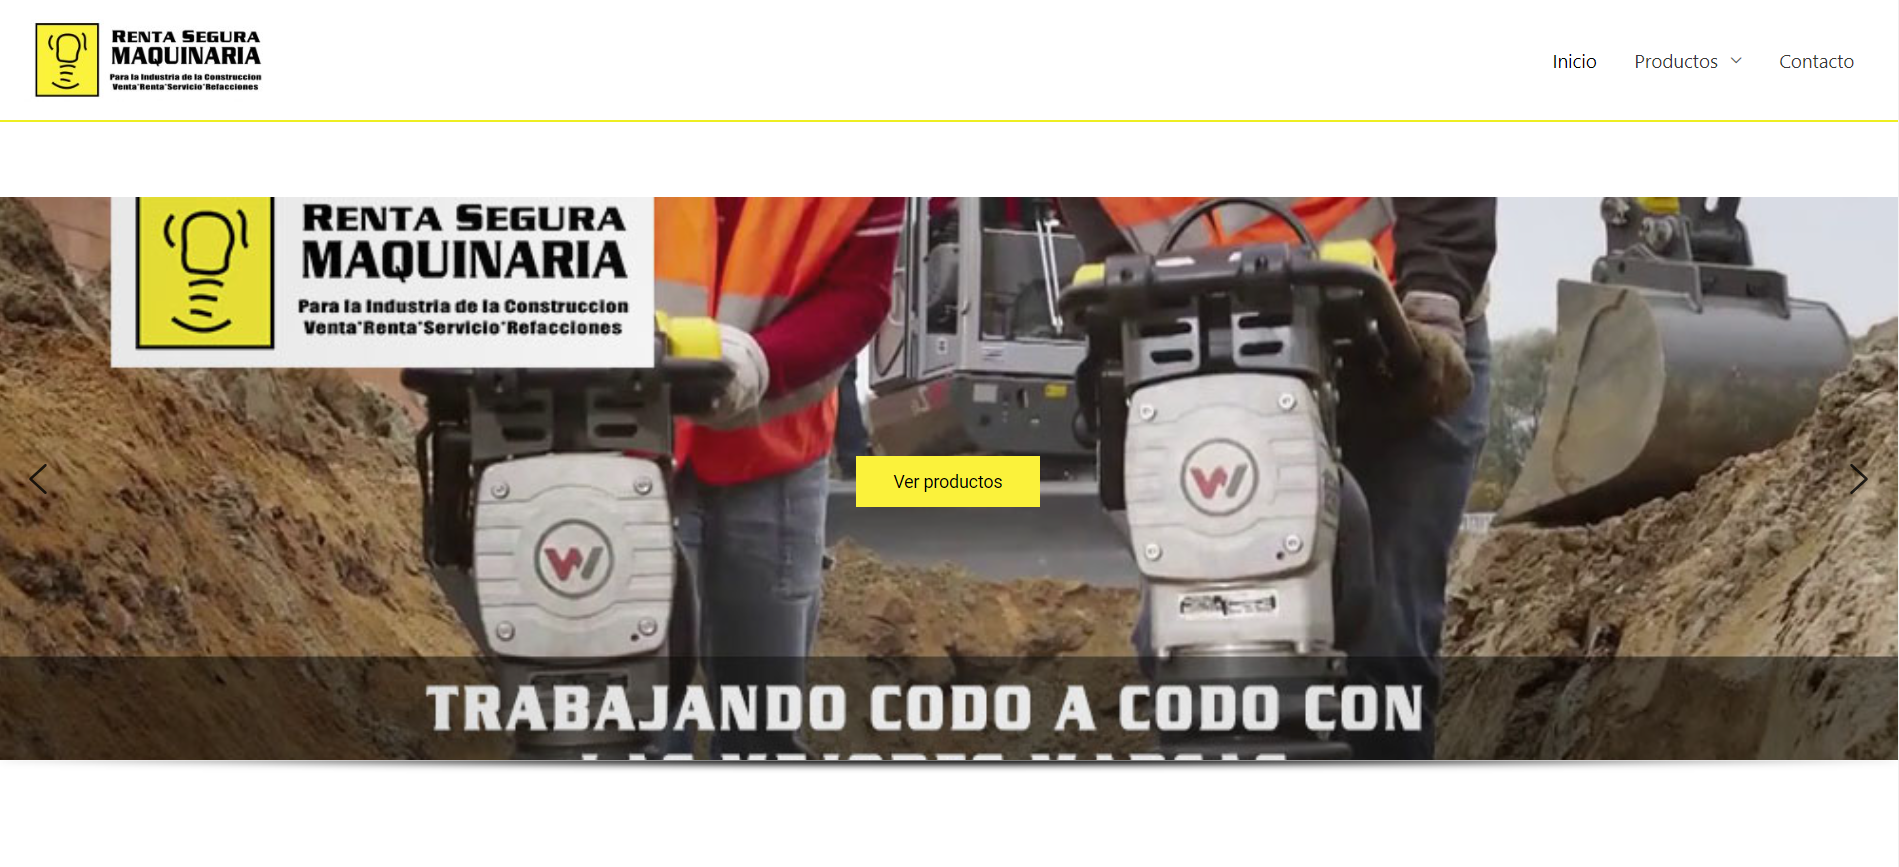 RENTA SEGURA
MAQUINARIA
Para la Industria de la Construccion
Venta*Renta*Servicio*Refacciones
Inicio
Productos
Contacto
RENTA SEGURA
MAQUINARIA
Para la Industria de la Construccion
Venta*Renta*Servicio*Refacciones
Ver productos
TRABAJANDO CODO A CODO CON